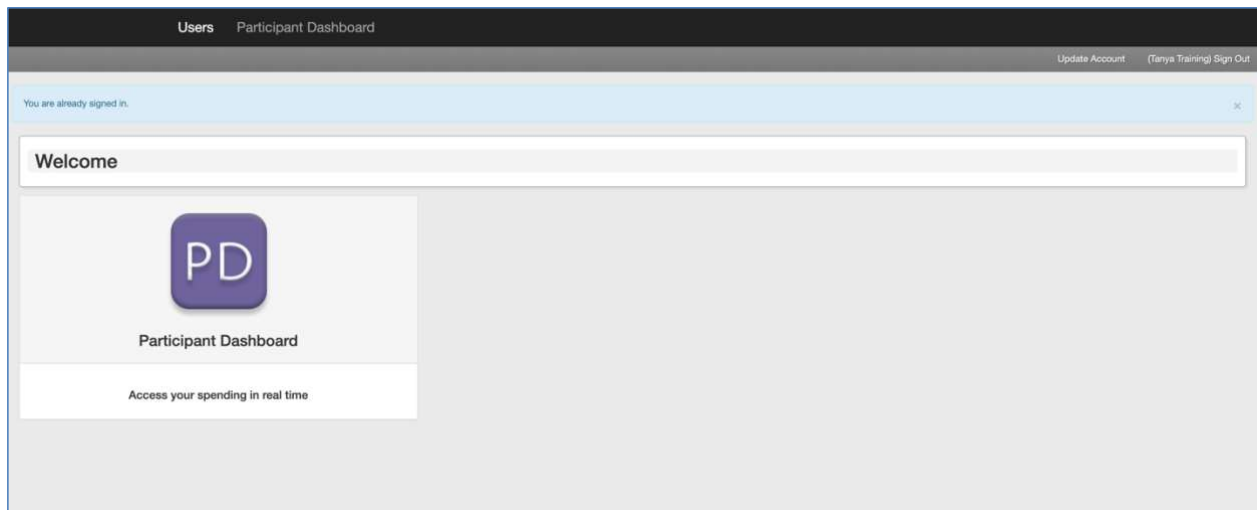 Users Participant Dashboard
Update Account (Tanya Training) Sign Out
You are already signed in. ×
Welcome
PD
Participant Dashboard
Access your spending in real time